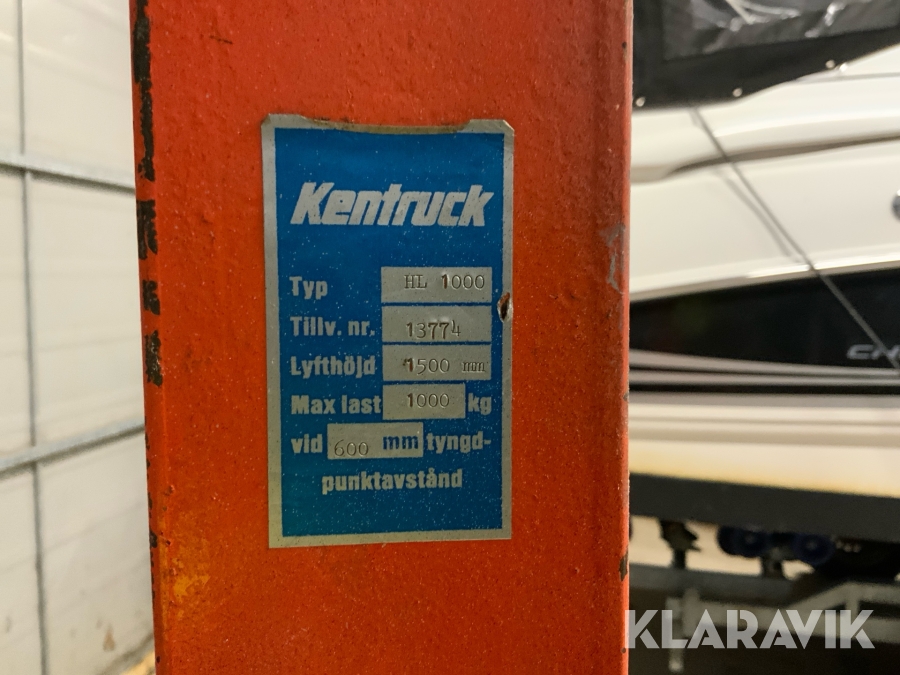 Kentruck
Typ HL 1000
Tillv. nr. 13774
Lyfthöjd 1500 mm
Max last 1000 kg
vid 600 mm tyngd-
punktavstånd
KLARAVIK